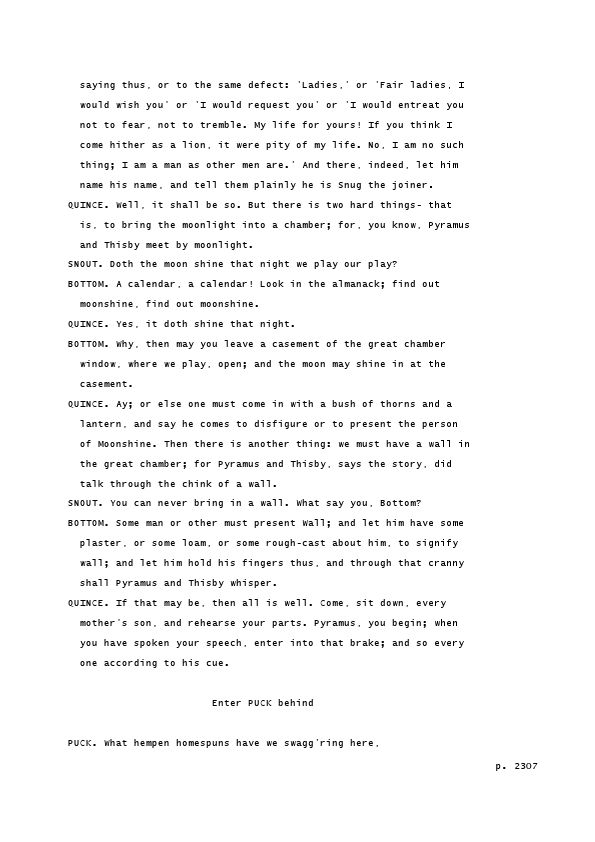 saying thus, or to the same defect: 'Ladies,' or 'Fair ladies, I
would wish you' or 'I would request you' or 'I would entreat you
not to fear, not to tremble. My life for yours! If you think I
come hither as a lion, it were pity of my life. No, I am no such
thing; I am a man as other men are.' And there, indeed, let him
name his name, and tell them plainly he is Snug the joiner.
QUINCE. Well, it shall be so. But there is two hard things- that
is, to bring the moonlight into a chamber; for, you know, Pyramus
and Thisby meet by moonlight.
SNOUT. Doth the moon shine that night we play our play?
BOTTOM. A calendar, a calendar! Look in the almanack; find out
moonshine, find out moonshine.
QUINCE. Yes, it doth shine that night.
BOTTOM. Why, then may you leave a casement of the great chamber
window, where we play, open; and the moon may shine in at the
casement.
QUINCE. Ay; or else one must come in with a bush of thorns and a
lantern, and say he comes to disfigure or to present the person
of Moonshine. Then there is another thing: we must have a wall in
the great chamber; for Pyramus and Thisby, says the story, did
talk through the chink of a wall.
SNOUT. You can never bring in a wall. What say you, Bottom?
BOTTOM. Some man or other must present Wall; and let him have some
plaster, or some loam, or some rough-cast about him, to signify
wall; and let him hold his fingers thus, and through that cranny
shall Pyramus and Thisby whisper.
QUINCE. If that may be, then all is well. Come, sit down, every
mother's son, and rehearse your parts. Pyramus, you begin; when
you have spoken your speech, enter into that brake; and so every
one according to his cue.
Enter PUCK behind
PUCK. What hempen homespuns have we swagg'ring here,
p. 2307